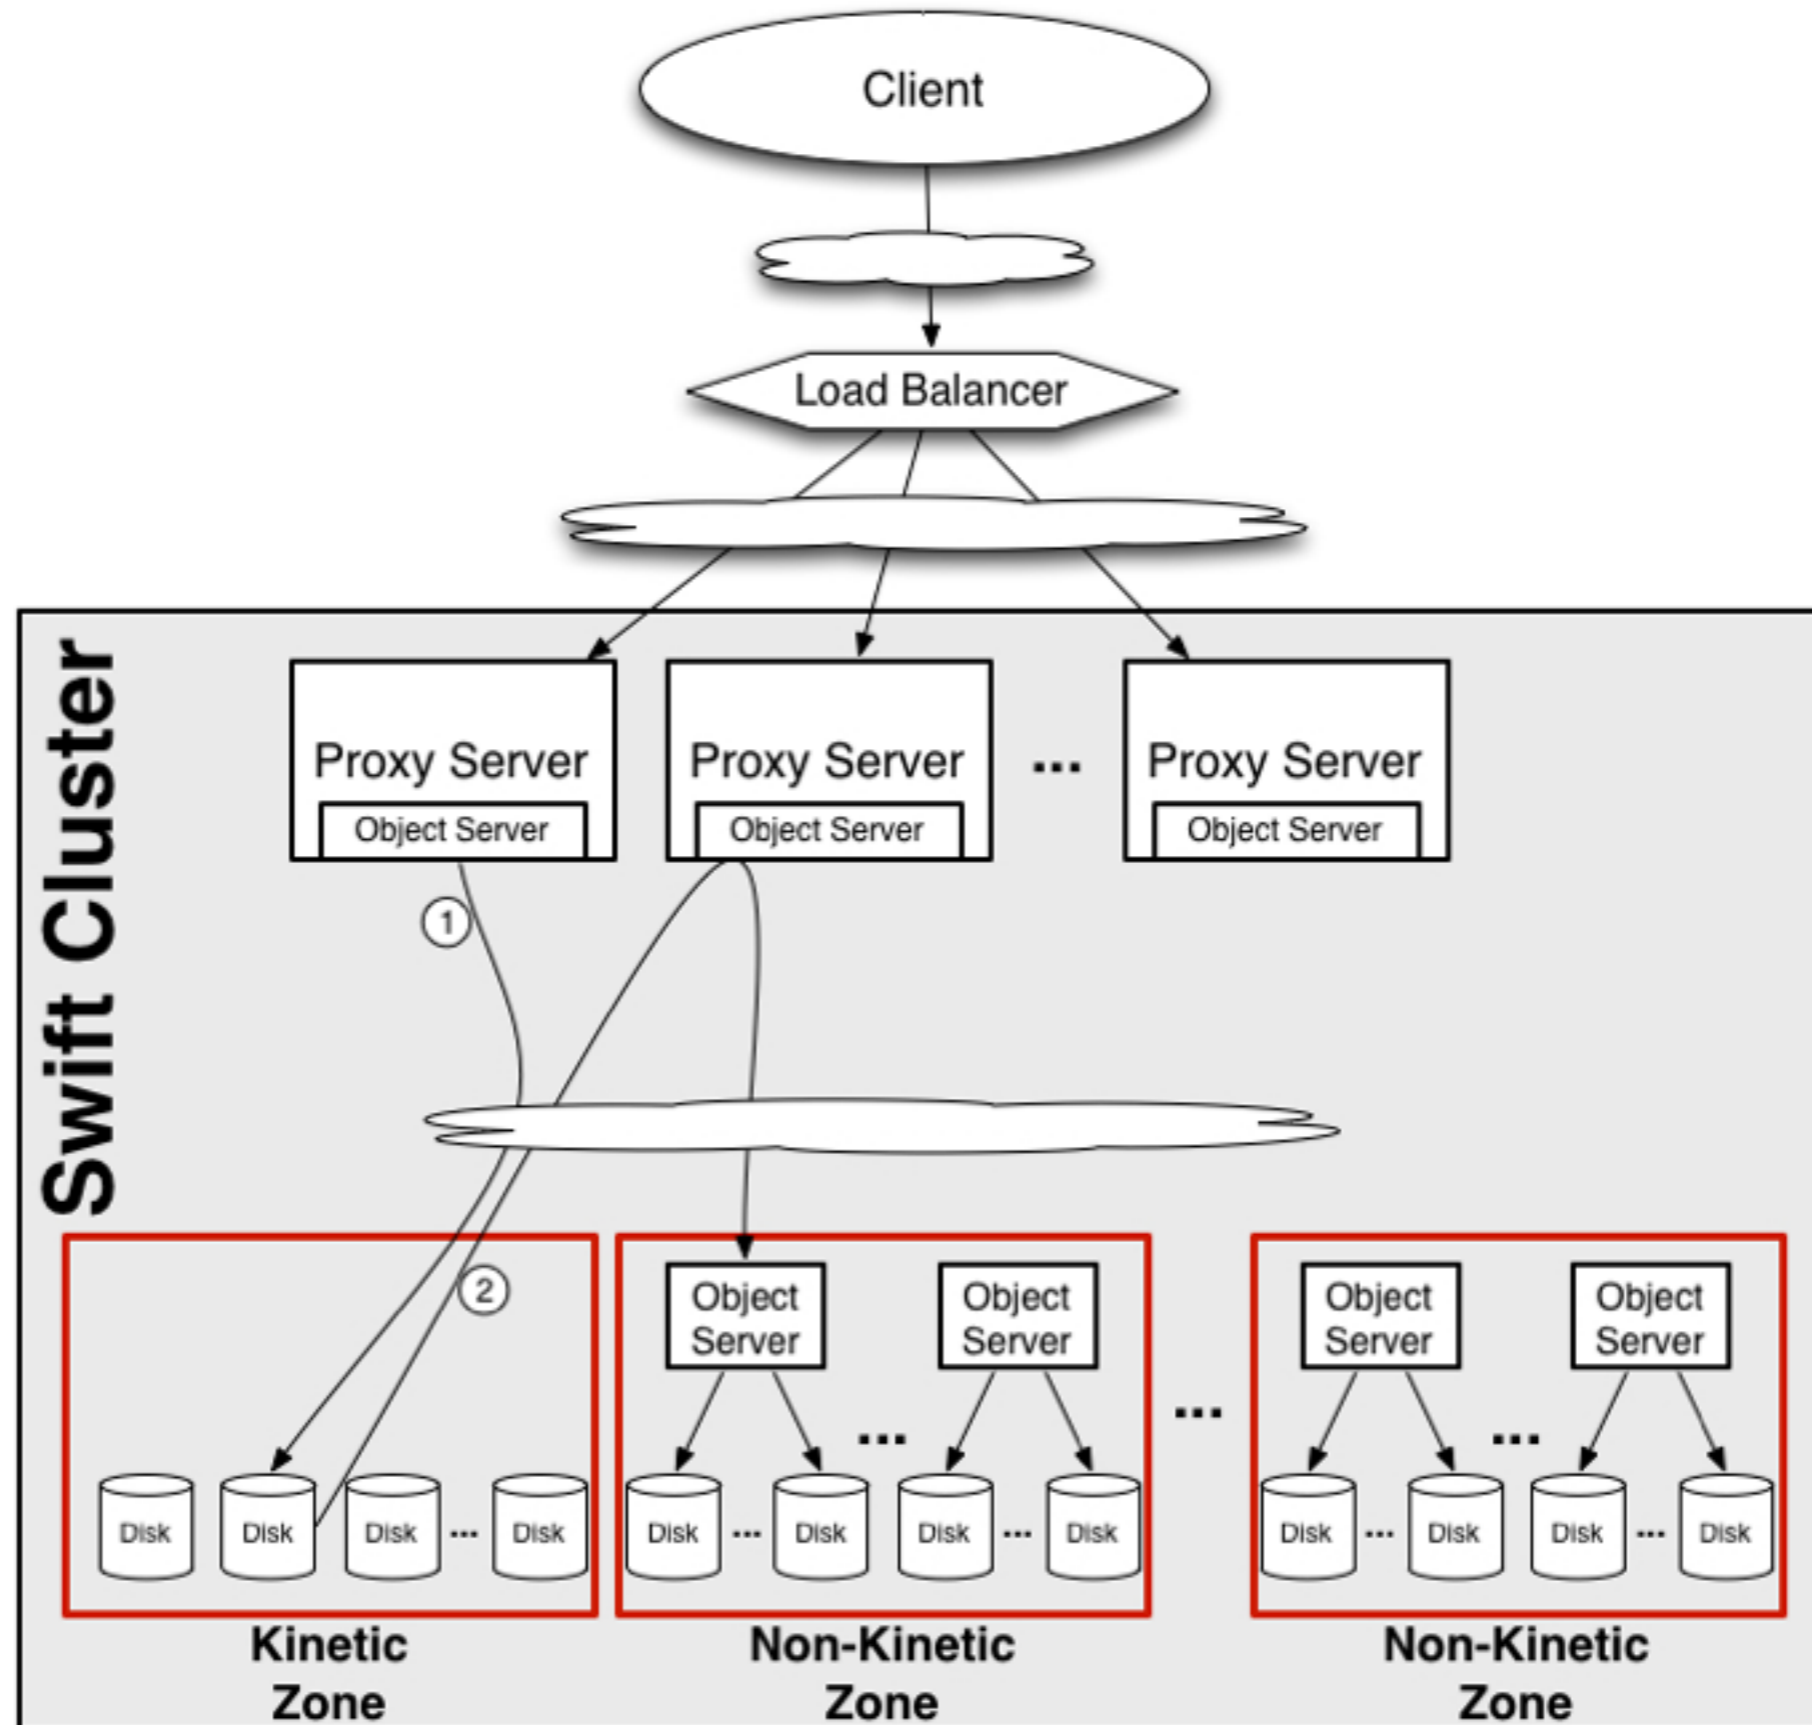 Client
Load Balancer
Swift Cluster
Proxy Server
Object Server
Proxy Server
Object Server
...
Proxy Server
Object Server
1
2
Object
Server
Object
Server
...
Object
Server
Object
Server
...
...
Disk
Disk
Disk
...
Disk
Disk
...
Disk
Disk
...
Disk
Disk
...
Disk
Disk
...
Disk
Kinetic
Zone
Non-Kinetic
Zone
Non-Kinetic
Zone